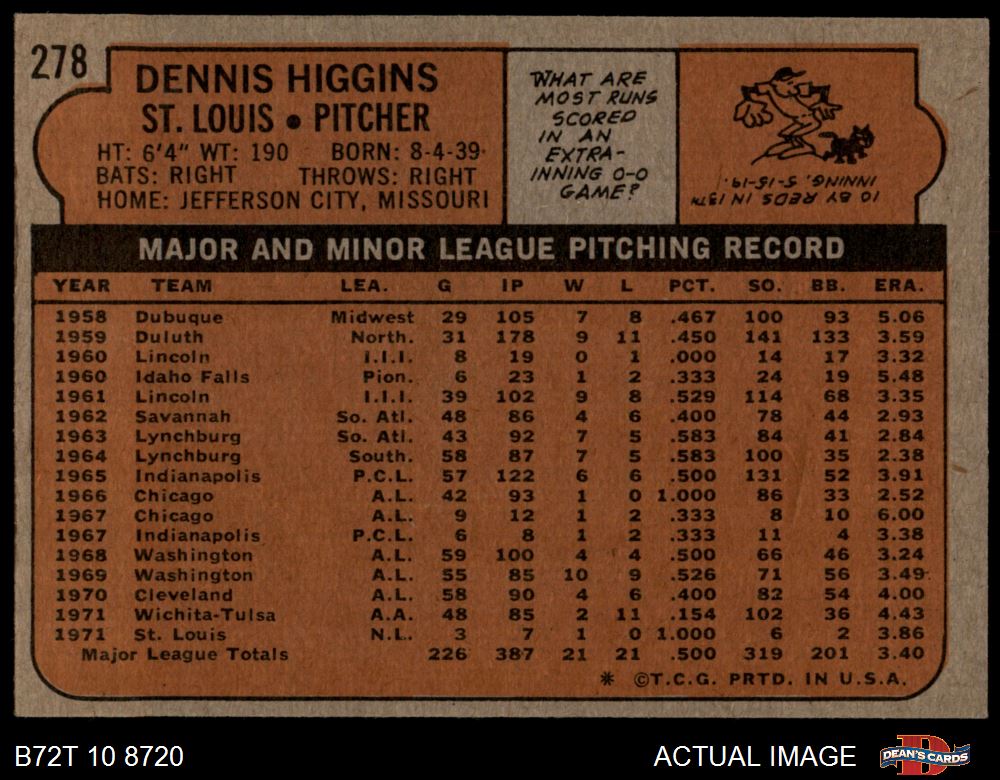 278
DENNIS HIGGINS
ST. LOUIS • PITCHER
HT: 6'4" WT: 190 BORN: 8-4-39
BATS: RIGHT THROWS: RIGHT
HOME: JEFFERSON CITY, MISSOURI
WHAT ARE
MOST RUNS
SCORED
IN AN
EXTRA-
INNING 0-0
GAME?
10 BY REDS IN 13TH
INNING, 5-15-19.
MAJOR AND MINOR LEAGUE PITCHING RECORD
YEAR TEAM LEA. G IP W L PCT. SO. BB. ERA.
1958 Dubuque Midwest 29 105 7 8 .467 100 93 5.06
1959 Duluth North. 31 178 9 11 .450 141 133 3.59
1960 Lincoln I.I.I. 8 19 0 1 .000 14 17 3.32
1960 Idaho Falls Pion. 6 23 1 2 .333 24 19 5.48
1961 Lincoln I.I.I. 39 102 9 8 .529 114 68 3.35
1962 Savannah So. Atl. 48 86 4 6 .400 78 44 2.93
1963 Lynchburg So. Atl. 43 92 7 5 .583 84 41 2.84
1964 Lynchburg South. 58 87 7 5 .583 100 35 2.38
1965 Indianapolis P.C.L. 57 122 6 6 .500 131 52 3.91
1966 Chicago A.L. 42 93 1 0 1.000 86 33 2.52
1967 Chicago A.L. 9 12 1 2 .333 8 10 6.00
1967 Indianapolis P.C.L. 6 8 1 2 .333 11 4 3.38
1968 Washington A.L. 59 100 4 4 .500 66 46 3.24
1969 Washington A.L. 55 85 10 9 .526 71 56 3.49
1970 Cleveland A.L. 58 90 4 6 .400 82 54 4.00
1971 Wichita-Tulsa A.A. 48 85 2 11 .154 102 36 4.43
1971 St. Louis N.L. 3 7 1 0 1.000 6 2 3.86
Major League Totals 226 387 21 21 .500 319 201 3.40
* ©T.C.G. PRTD. IN U.S.A.
B72T 10 8720
ACTUAL IMAGE
DEAN'S CARDS